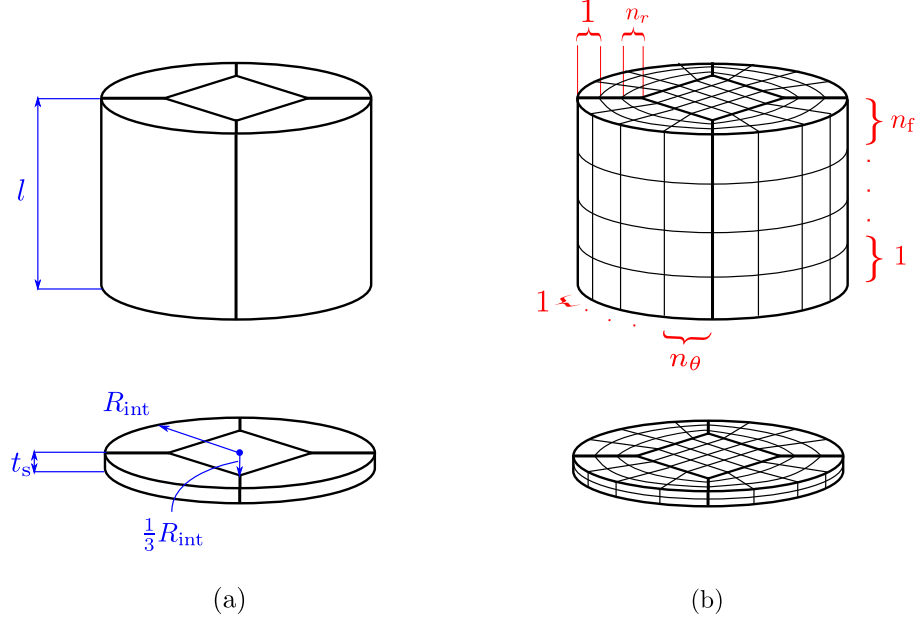 1
n_r
l
n_f
1
1
n_θ
R_int
t_s
1/3 R_int
(a)
(b)